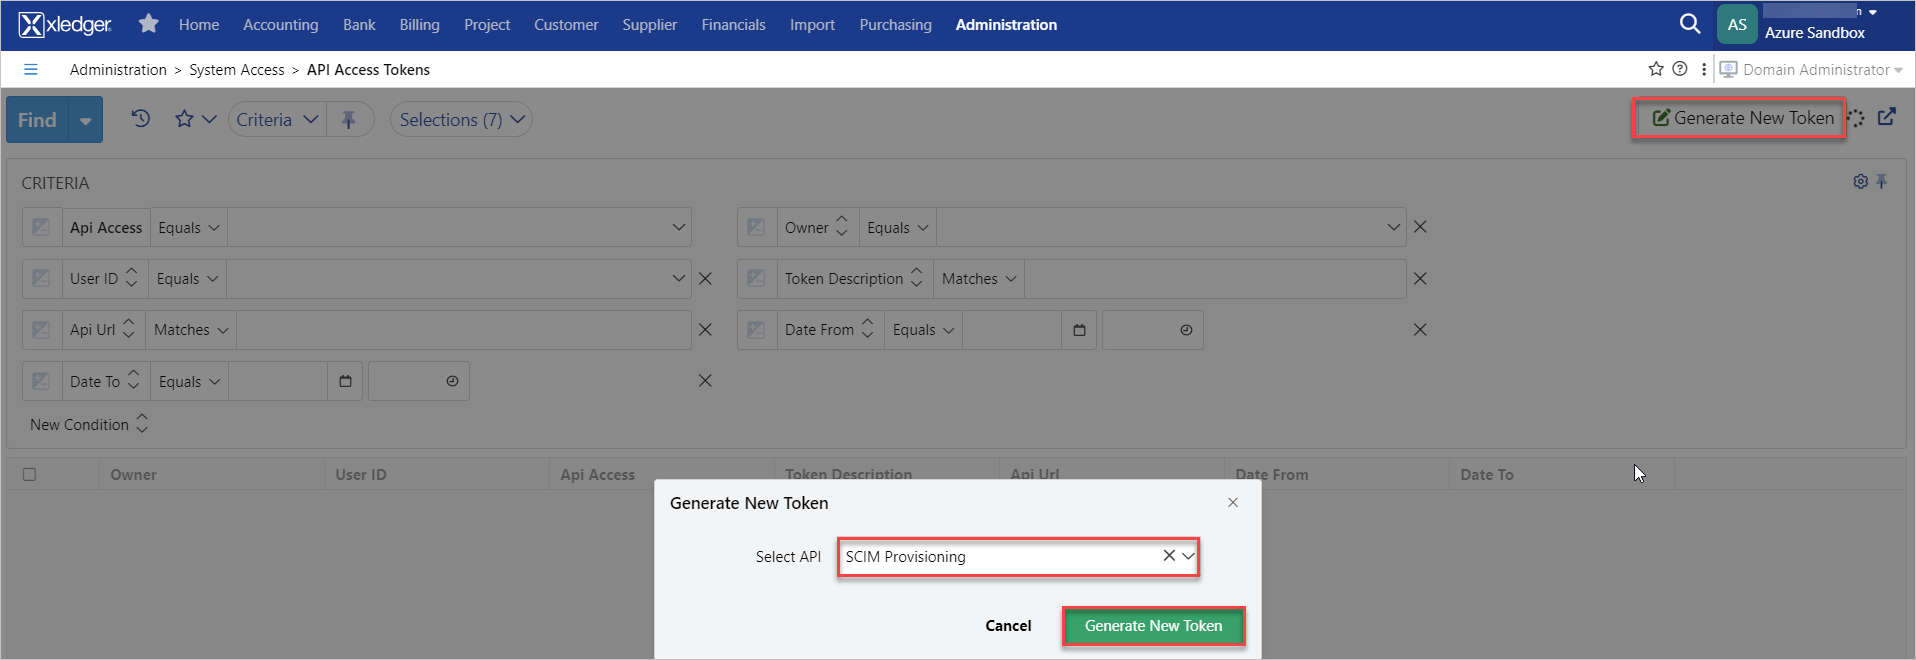 xledger Home Accounting Bank Billing Project Customer Supplier Financials Import Purchasing Administration AS
Azure Sandbox
Administration > System Access > API Access Tokens Domain Administrator
Find Criteria Selections (7) Generate New Token
CRITERIA
Api Access Equals Owner Equals
User ID Equals Token Description Matches
Api Url Matches Date From Equals
Date To Equals
New Condition
Owner User ID Api Access Token Description Api Url Date From Date To
Generate New Token
Select API SCIM Provisioning
Cancel Generate New Token